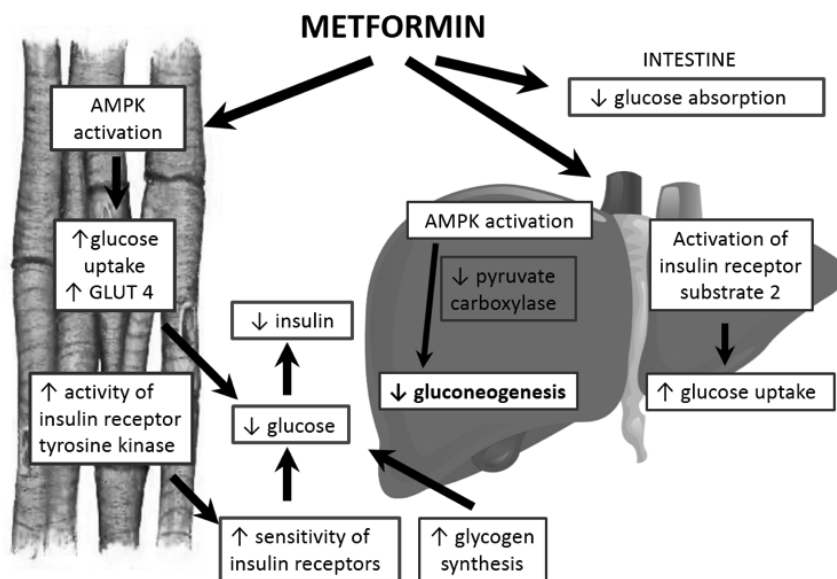 METFORMIN
INTESTINE
↓ glucose absorption
AMPK
activation
↑glucose
uptake
↑ GLUT 4
↑ activity of
insulin receptor
tyrosine kinase
↓ insulin
↓ glucose
↑ sensitivity of
insulin receptors
AMPK activation
↓ pyruvate
carboxylase
↓ gluconeogenesis
↑ glycogen
synthesis
Activation of
insulin receptor
substrate 2
↑ glucose uptake